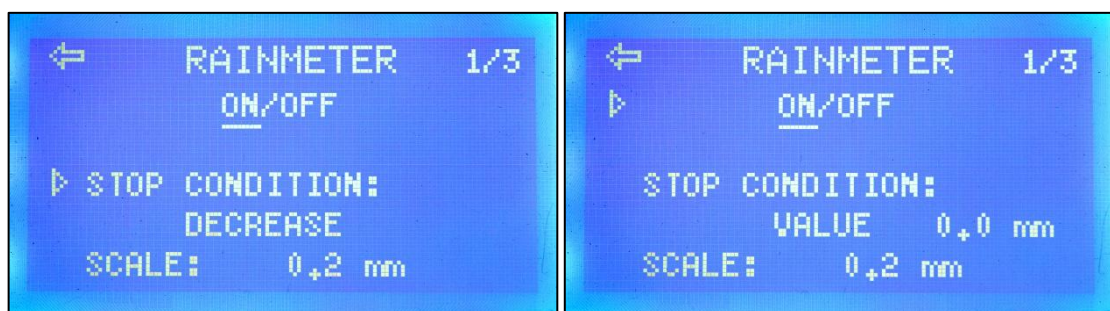 RAINMETER 1/3
ON/OFF
STOP CONDITION:
DECREASE
SCALE: 0,2 mm
RAINMETER 1/3
ON/OFF
STOP CONDITION:
VALUE 0,0 mm
SCALE: 0,2 mm